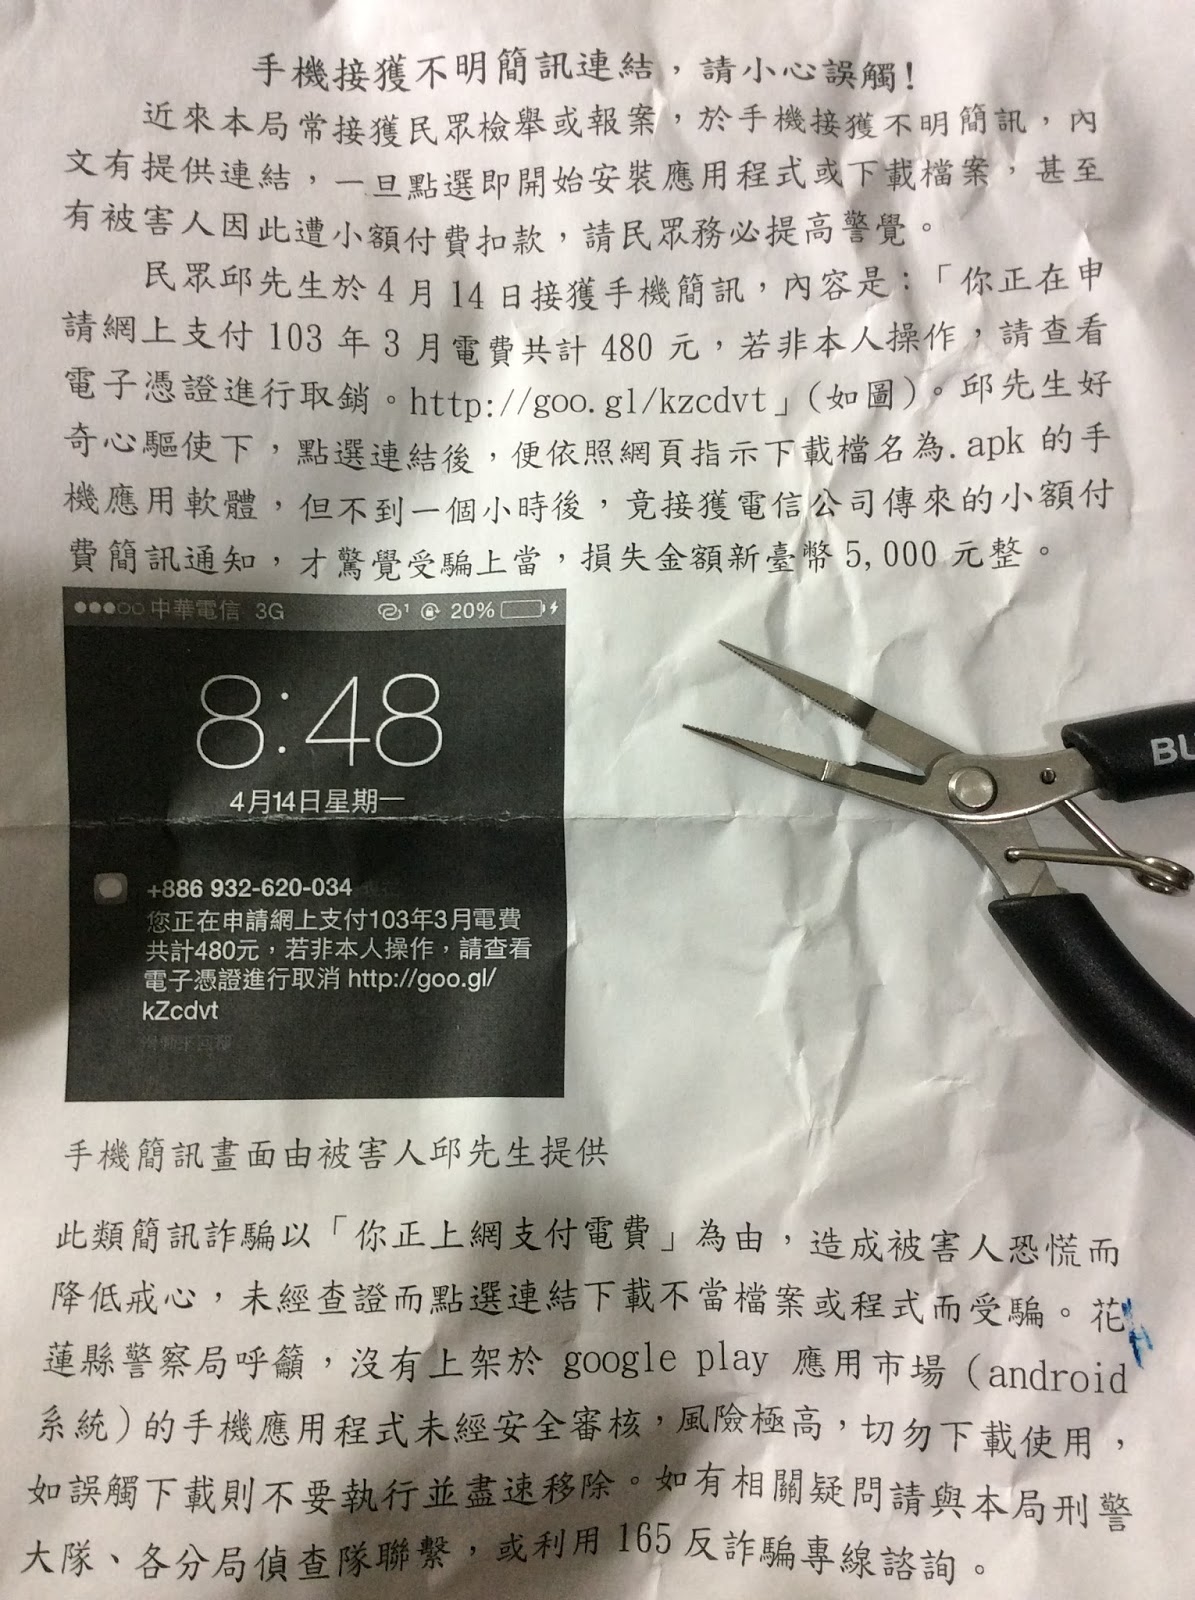 手機接獲不明簡訊連結，請小心誤觸!
近來本局常接獲民眾檢舉或報案，於手機接獲不明簡訊，內
文有提供連結，一旦點選即開始安裝應用程式或下載檔案，甚至
有被害人因此遭小額付費扣款，請民眾務必提高警覺。
民眾邱先生於4月14日接獲手機簡訊，內容是：「你正在申
請網上支付103年3月電費共計480元，若非本人操作，請查看
電子憑證進行取銷。http://goo.gl/kzcdvt」(如圖)。邱先生好
奇心驅使下，點選連結後，便依照網頁指示下載檔名為.apk的手
機應用軟體，但不到一個小時後，竟接獲電信公司傳來的小額付
費簡訊通知，才驚覺受騙上當，損失金額新臺幣5,000元整。
中華電信 3G 1 20%
8:48
4月14日星期一
+886 932-620-034
您正在申請網上支付103年3月電費
共計480元，若非本人操作，請查看
電子憑證進行取消 http://goo.gl/
kZcdvt
滑動來回覆
BU
手機簡訊畫面由被害人邱先生提供
此類簡訊詐騙以「你正上網支付電費」為由，造成被害人恐慌而
降低戒心，未經查證而點選連結下載不當檔案或程式而受騙。花
蓮縣警察局呼籲，沒有上架於 google play 應用市場（android
系統）的手機應用程式未經安全審核，風險極高，切勿下載使用，
如誤觸下載則不要執行並盡速移除。如有相關疑問請與本局刑警
大隊、各分局偵查隊聯繫，或利用165反詐騙專線諮詢。